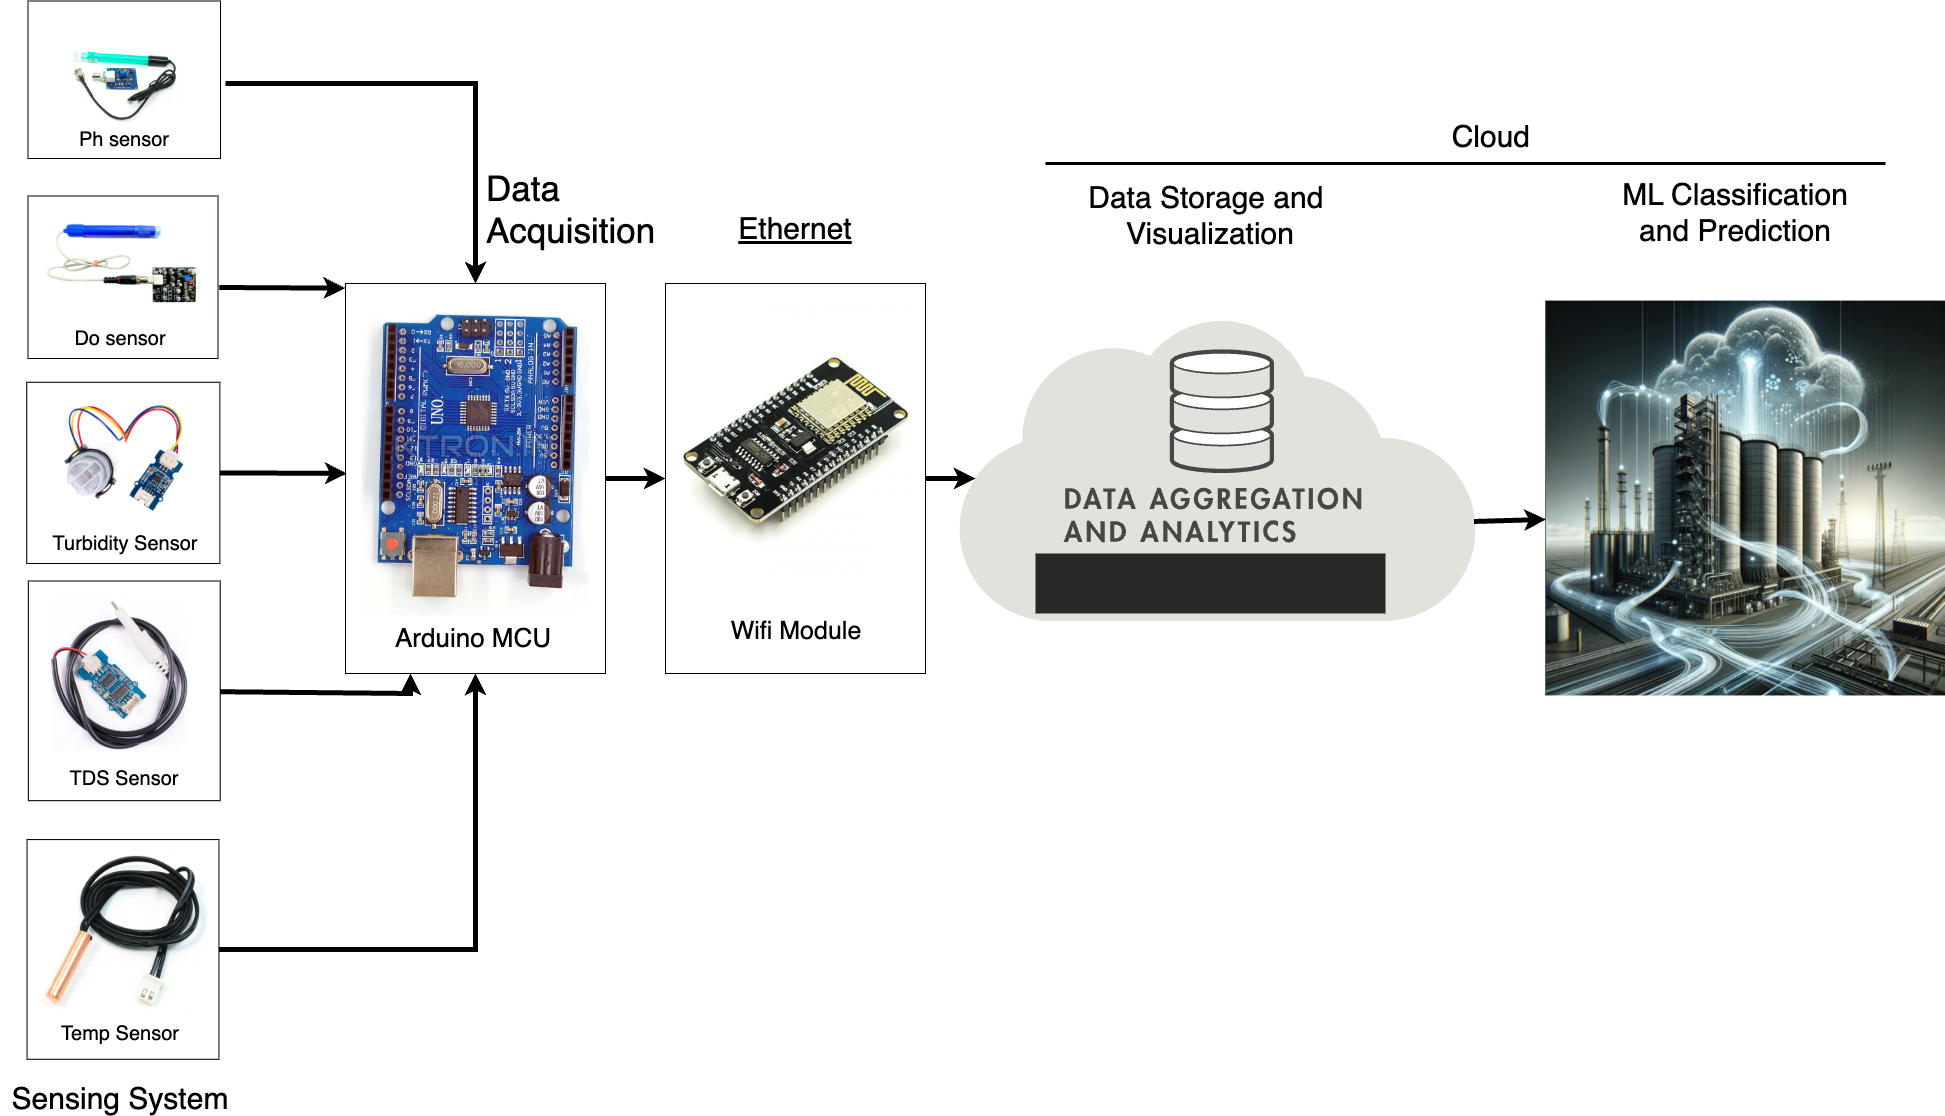 Ph sensor
Do sensor
Turbidity Sensor
TDS Sensor
Temp Sensor
Sensing System
Data
Acquisition
UNO.
Arduino MCU
Ethernet
Wifi Module
Cloud
Data Storage and
Visualization
DATA AGGREGATION
AND ANALYTICS
ML Classification
and Prediction